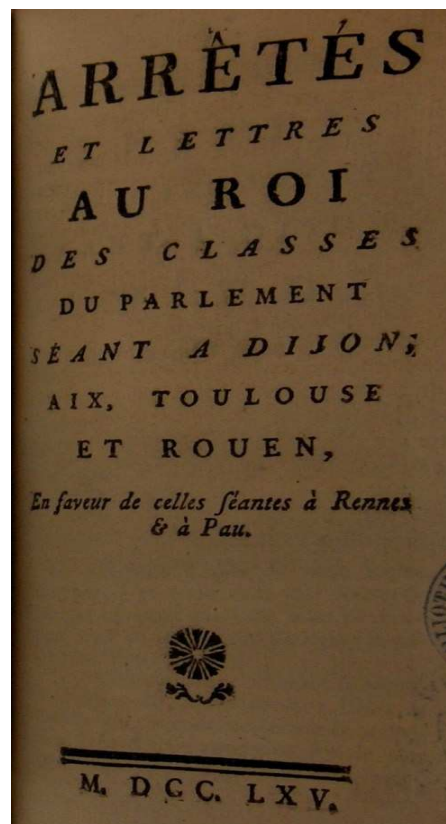 ARRÊTÉS
ET LETTRES
AU ROI
DES CLASSES
DU PARLEMENT
SÉANT A DIJON;
AIX, TOULOUSE
ET ROUEN,
En faveur de celles ſéantes à Rennes
& à Pau.
M. DCC. LXV.